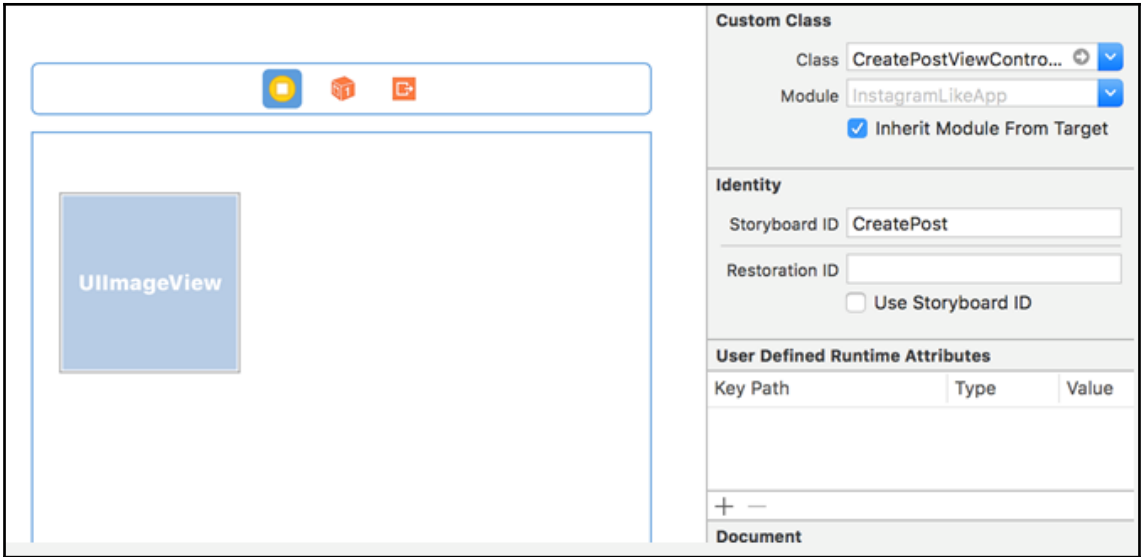 Custom Class
Class CreatePostViewContro...
Module InstagramLikeApp
Inherit Module From Target
Identity
Storyboard ID CreatePost
Restoration ID
Use Storyboard ID
User Defined Runtime Attributes
Key Path Type Value
Document
UIImageView